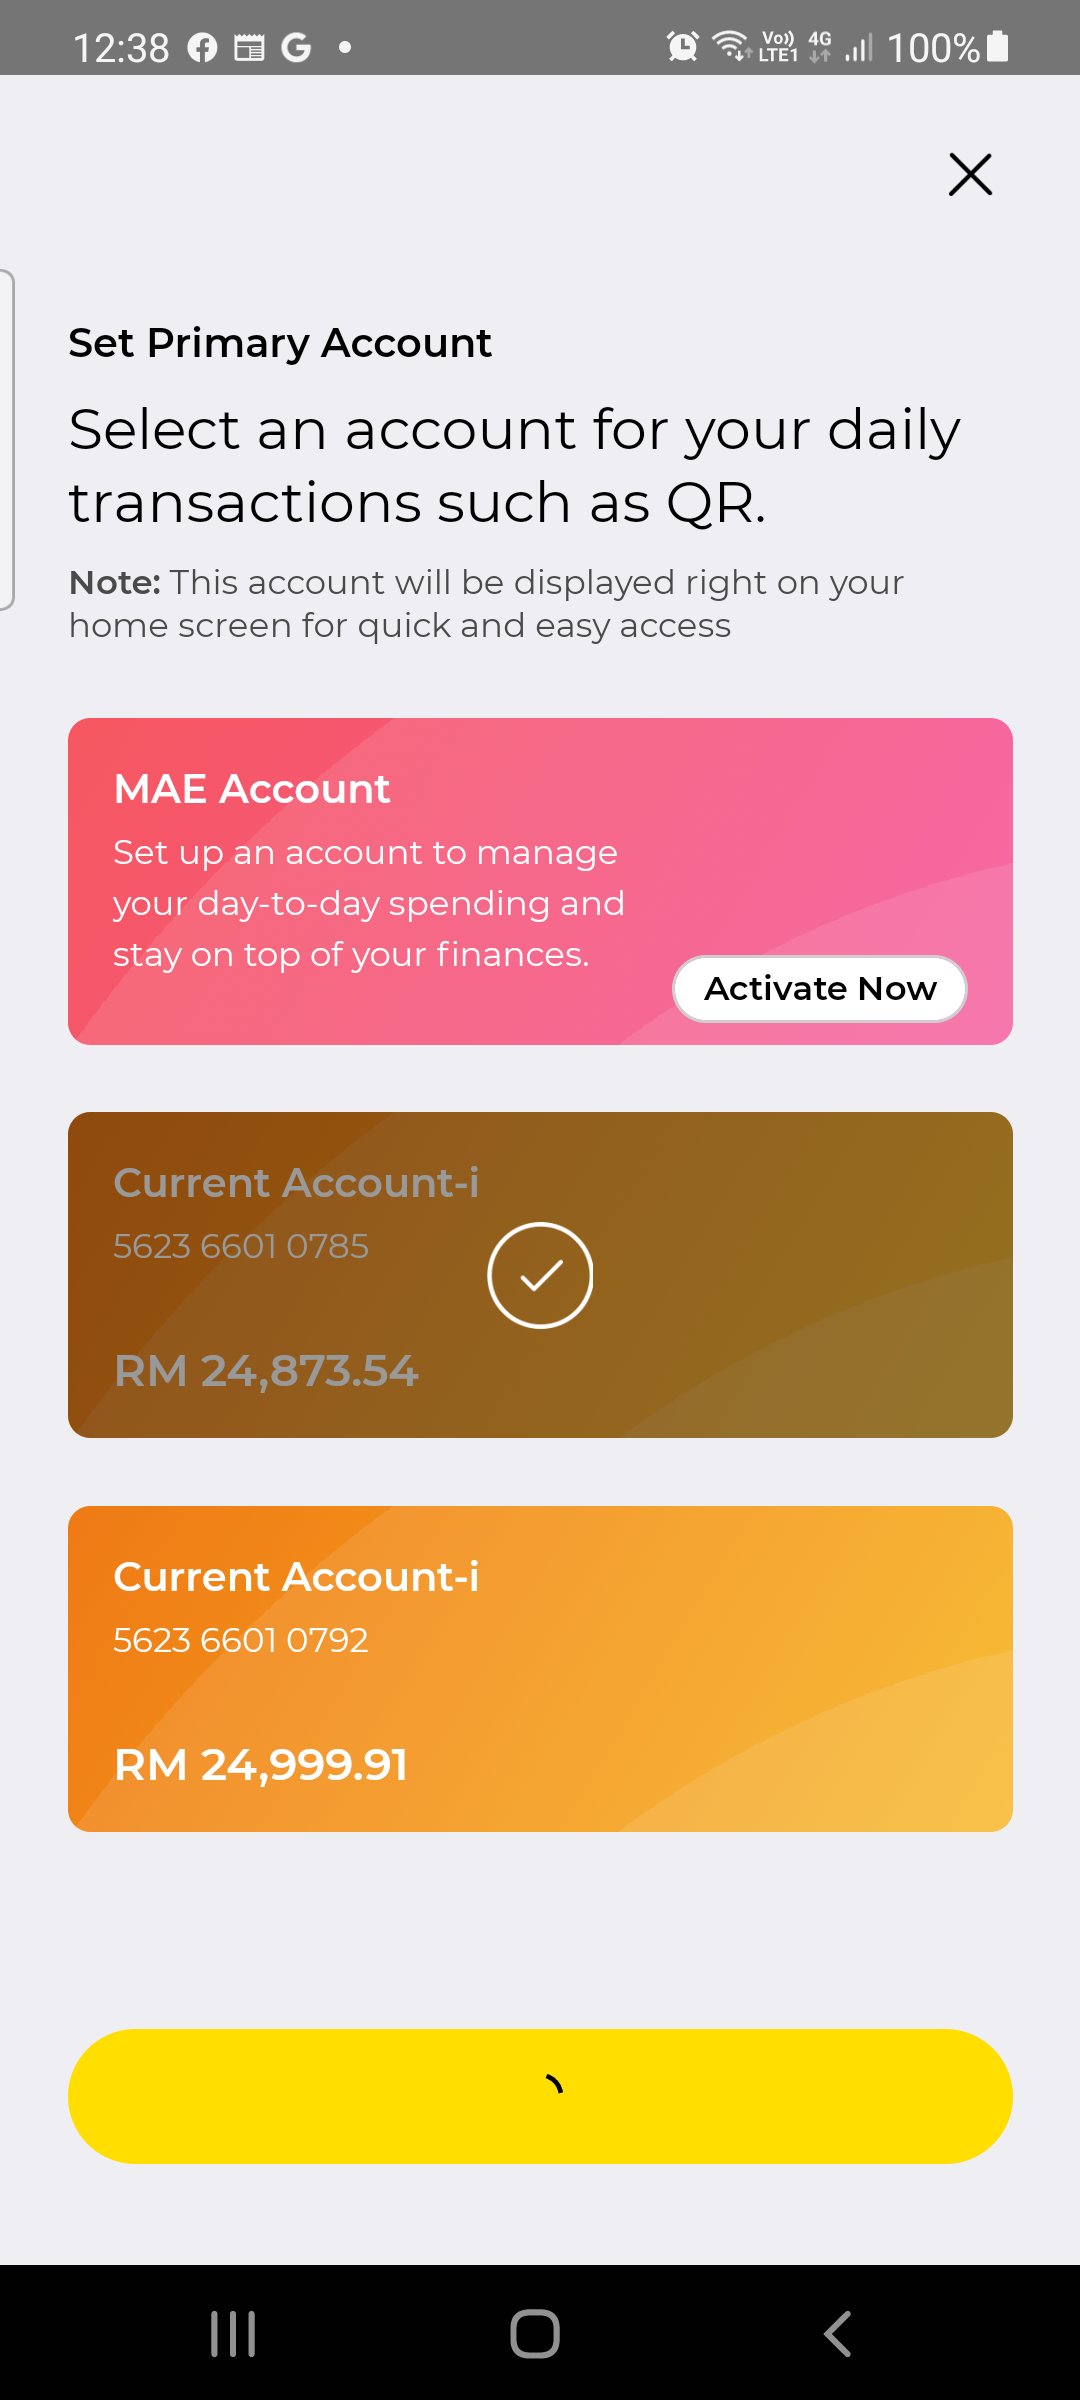 12:38
Vo)) LTE1 4G 100%
Set Primary Account
Select an account for your daily
transactions such as QR.
Note: This account will be displayed right on your
home screen for quick and easy access
MAE Account
Set up an account to manage
your day-to-day spending and
stay on top of your finances.
Activate Now
Current Account-i
5623 6601 0785
RM 24,873.54
Current Account-i
5623 6601 0792
RM 24,999.91